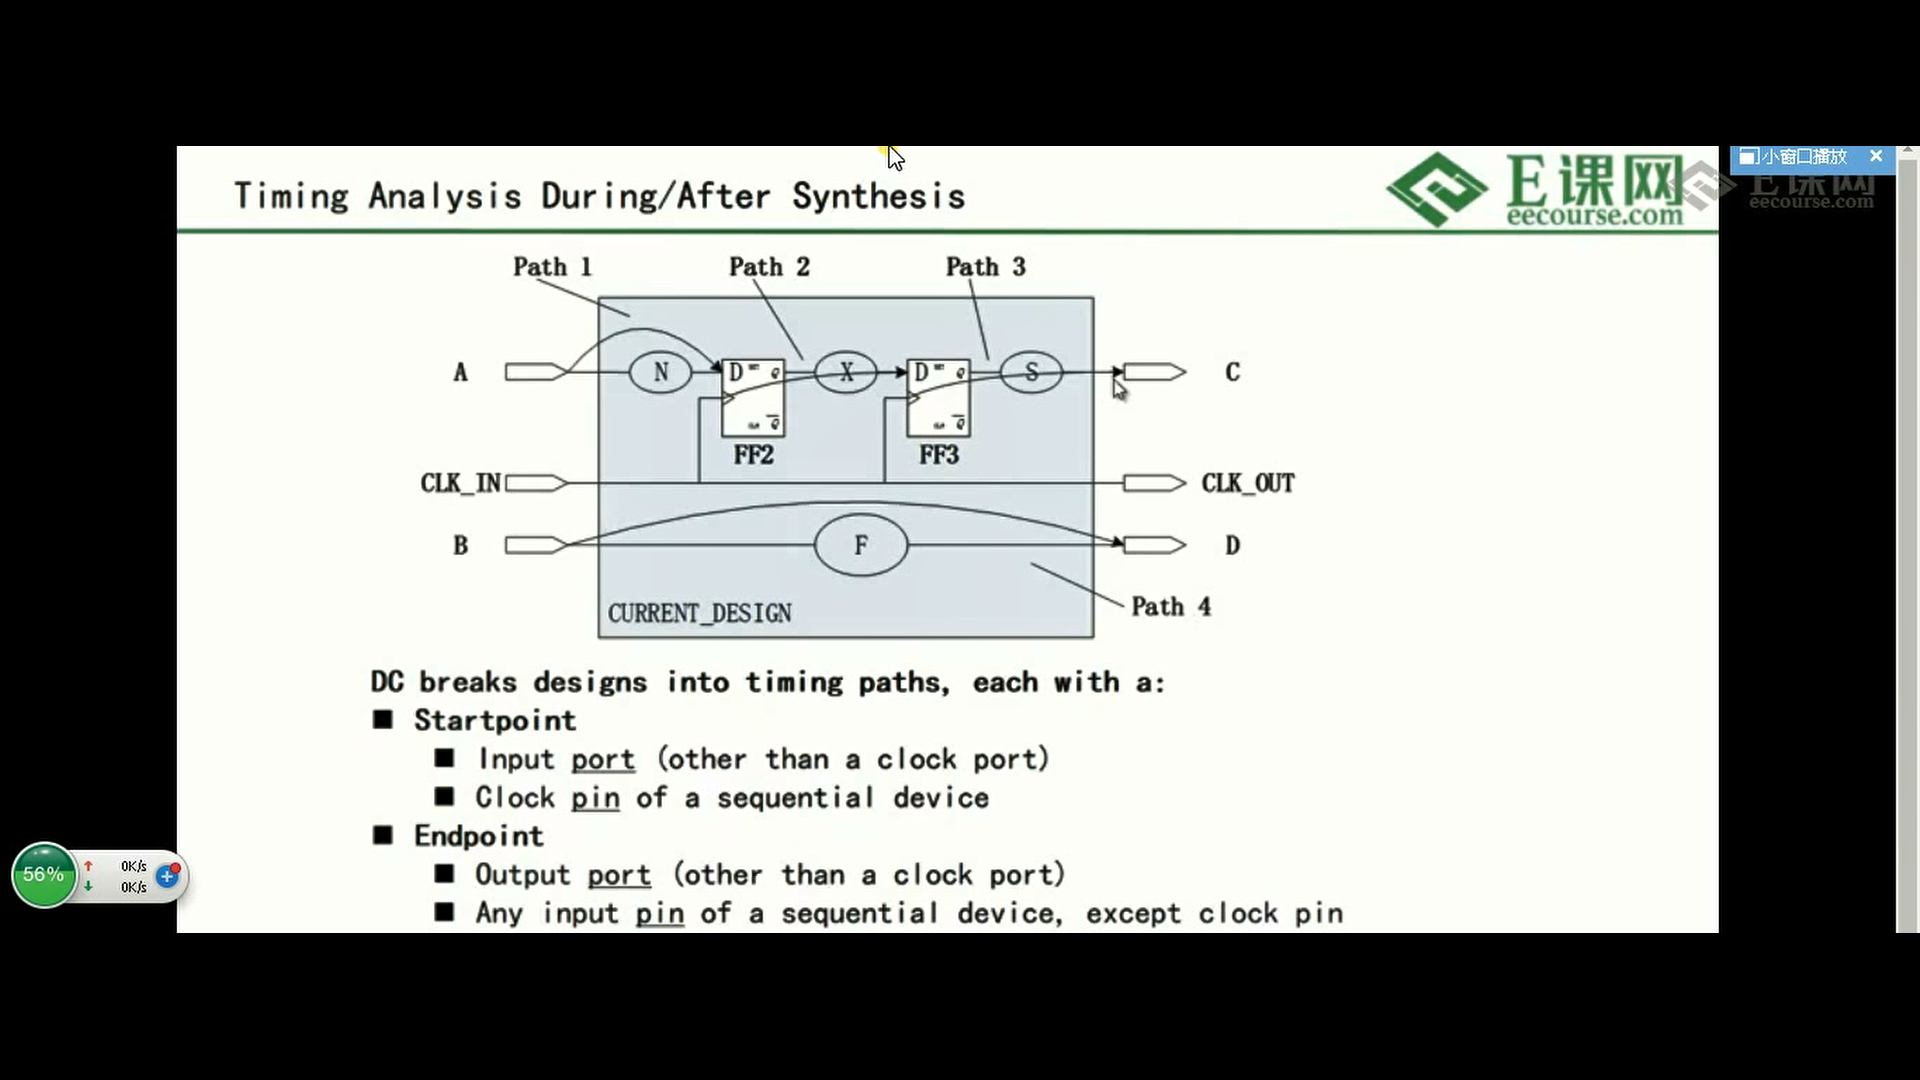 小窗口播放
Timing Analysis During/After Synthesis
E课网
eecourse.com
E课网
eecourse.com
Path 1
Path 2
Path 3
A
N
D
Q
X
D
Q
S
C
Q
Q
FF2
FF3
CLK_IN
CLK_OUT
B
F
D
Path 4
CURRENT_DESIGN
DC breaks designs into timing paths, each with a:
Startpoint
Input port (other than a clock port)
Clock pin of a sequential device
Endpoint
Output port (other than a clock port)
Any input pin of a sequential device, except clock pin
56%
0K/s
0K/s